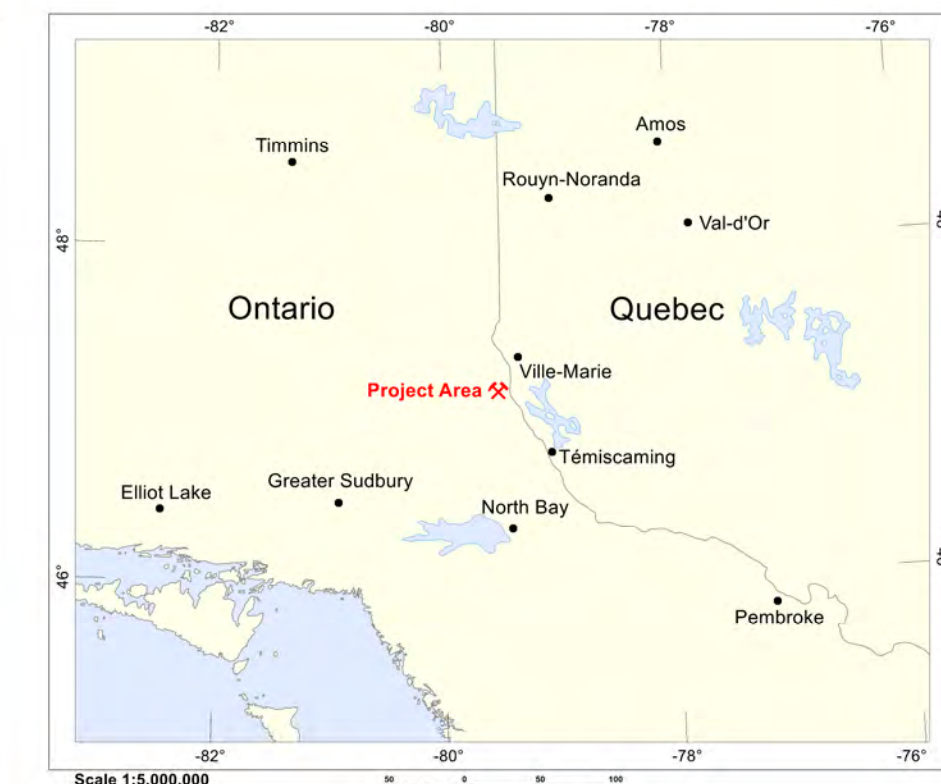 -82° -80° -78° -76°
Amos
Timmins
Rouyn-Noranda
Val-d'Or
48°
Ontario Quebec
Ville-Marie
Project Area
Témiscaming
Greater Sudbury
Elliot Lake
North Bay
46°
Pembroke
-82° -80° -78° -76°
Scale 1:5,000,000 50 0 50 100